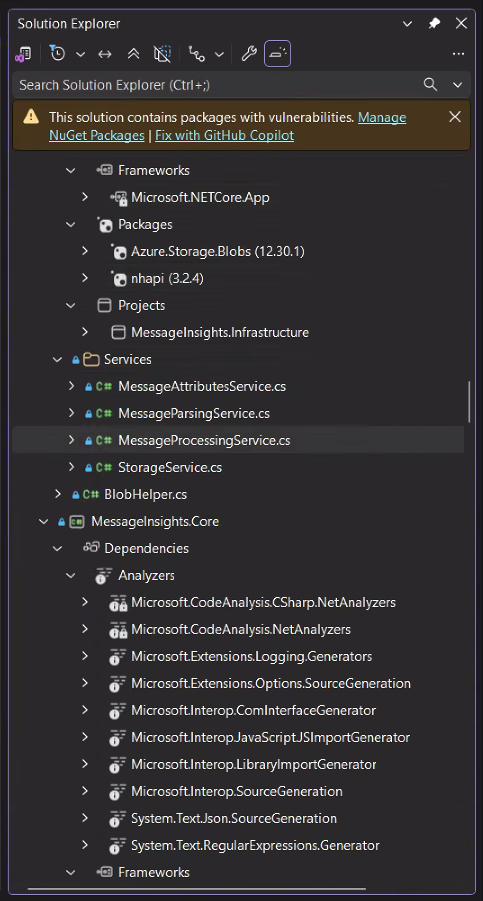 Solution Explorer
Search Solution Explorer (Ctrl+;)
This solution contains packages with vulnerabilities. Manage
NuGet Packages | Fix with GitHub Copilot
Frameworks
Microsoft.NETCore.App
Packages
Azure.Storage.Blobs (12.30.1)
nhapi (3.2.4)
Projects
MessageInsights.Infrastructure
Services
C# MessageAttributesService.cs
C# MessageParsingService.cs
C# MessageProcessingService.cs
C# StorageService.cs
C# BlobHelper.cs
C# MessageInsights.Core
Dependencies
Analyzers
Microsoft.CodeAnalysis.CSharp.NetAnalyzers
Microsoft.CodeAnalysis.NetAnalyzers
Microsoft.Extensions.Logging.Generators
Microsoft.Extensions.Options.SourceGeneration
Microsoft.Interop.ComInterfaceGenerator
Microsoft.Interop.JavaScript.JSImportGenerator
Microsoft.Interop.LibraryImportGenerator
Microsoft.Interop.SourceGeneration
System.Text.Json.SourceGeneration
System.Text.RegularExpressions.Generator
Frameworks